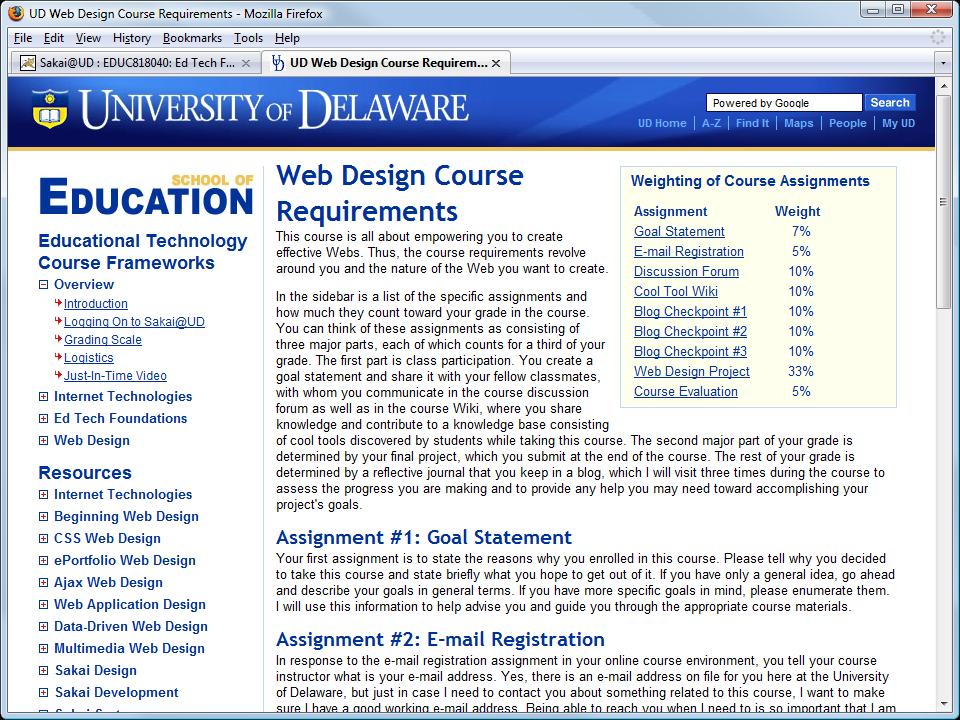 UD Web Design Course Requirements - Mozilla Firefox
File Edit View History Bookmarks Tools Help
Sakai@UD : EDUC818040: Ed Tech F...
UD Web Design Course Requirem...
UNIVERSITY OF DELAWARE
Powered by Google Search
UD Home A-Z Find It Maps People My UD
SCHOOL OF
EDUCATION
Educational Technology
Course Frameworks
Overview
Introduction
Logging On to Sakai@UD
Grading Scale
Logistics
Just-In-Time Video
Internet Technologies
Ed Tech Foundations
Web Design
Resources
Internet Technologies
Beginning Web Design
CSS Web Design
ePortfolio Web Design
Ajax Web Design
Web Application Design
Data-Driven Web Design
Multimedia Web Design
Sakai Design
Sakai Development
Web Design Course
Requirements
This course is all about empowering you to create
effective Webs. Thus, the course requirements revolve
around you and the nature of the Web you want to create.
In the sidebar is a list of the specific assignments and
how much they count toward your grade in the course.
You can think of these assignments as consisting of
three major parts, each of which counts for a third of your
grade. The first part is class participation. You create a
goal statement and share it with your fellow classmates,
with whom you communicate in the course discussion
forum as well as in the course Wiki, where you share
knowledge and contribute to a knowledge base consisting
of cool tools discovered by students while taking this course. The second major part of your grade is
determined by your final project, which you submit at the end of the course. The rest of your grade is
determined by a reflective journal that you keep in a blog, which I will visit three times during the course to
assess the progress you are making and to provide any help you may need toward accomplishing your
project's goals.
Weighting of Course Assignments
Assignment Weight
Goal Statement 7%
E-mail Registration 5%
Discussion Forum 10%
Cool Tool Wiki 10%
Blog Checkpoint #1 10%
Blog Checkpoint #2 10%
Blog Checkpoint #3 10%
Web Design Project 33%
Course Evaluation 5%
Assignment #1: Goal Statement
Your first assignment is to state the reasons why you enrolled in this course. Please tell why you decided
to take this course and state briefly what you hope to get out of it. If you have only a general idea, go ahead
and describe your goals in general terms. If you have more specific goals in mind, please enumerate them.
I will use this information to help advise you and guide you through the appropriate course materials.
Assignment #2: E-mail Registration
In response to the e-mail registration assignment in your online course environment, you tell your course
instructor what is your e-mail address. Yes, there is an e-mail address on file for you here at the University
of Delaware, but just in case I need to contact you about something related to this course, I want to make
sure I have a good working e-mail address. Being able to reach you when I need to is so important that I am